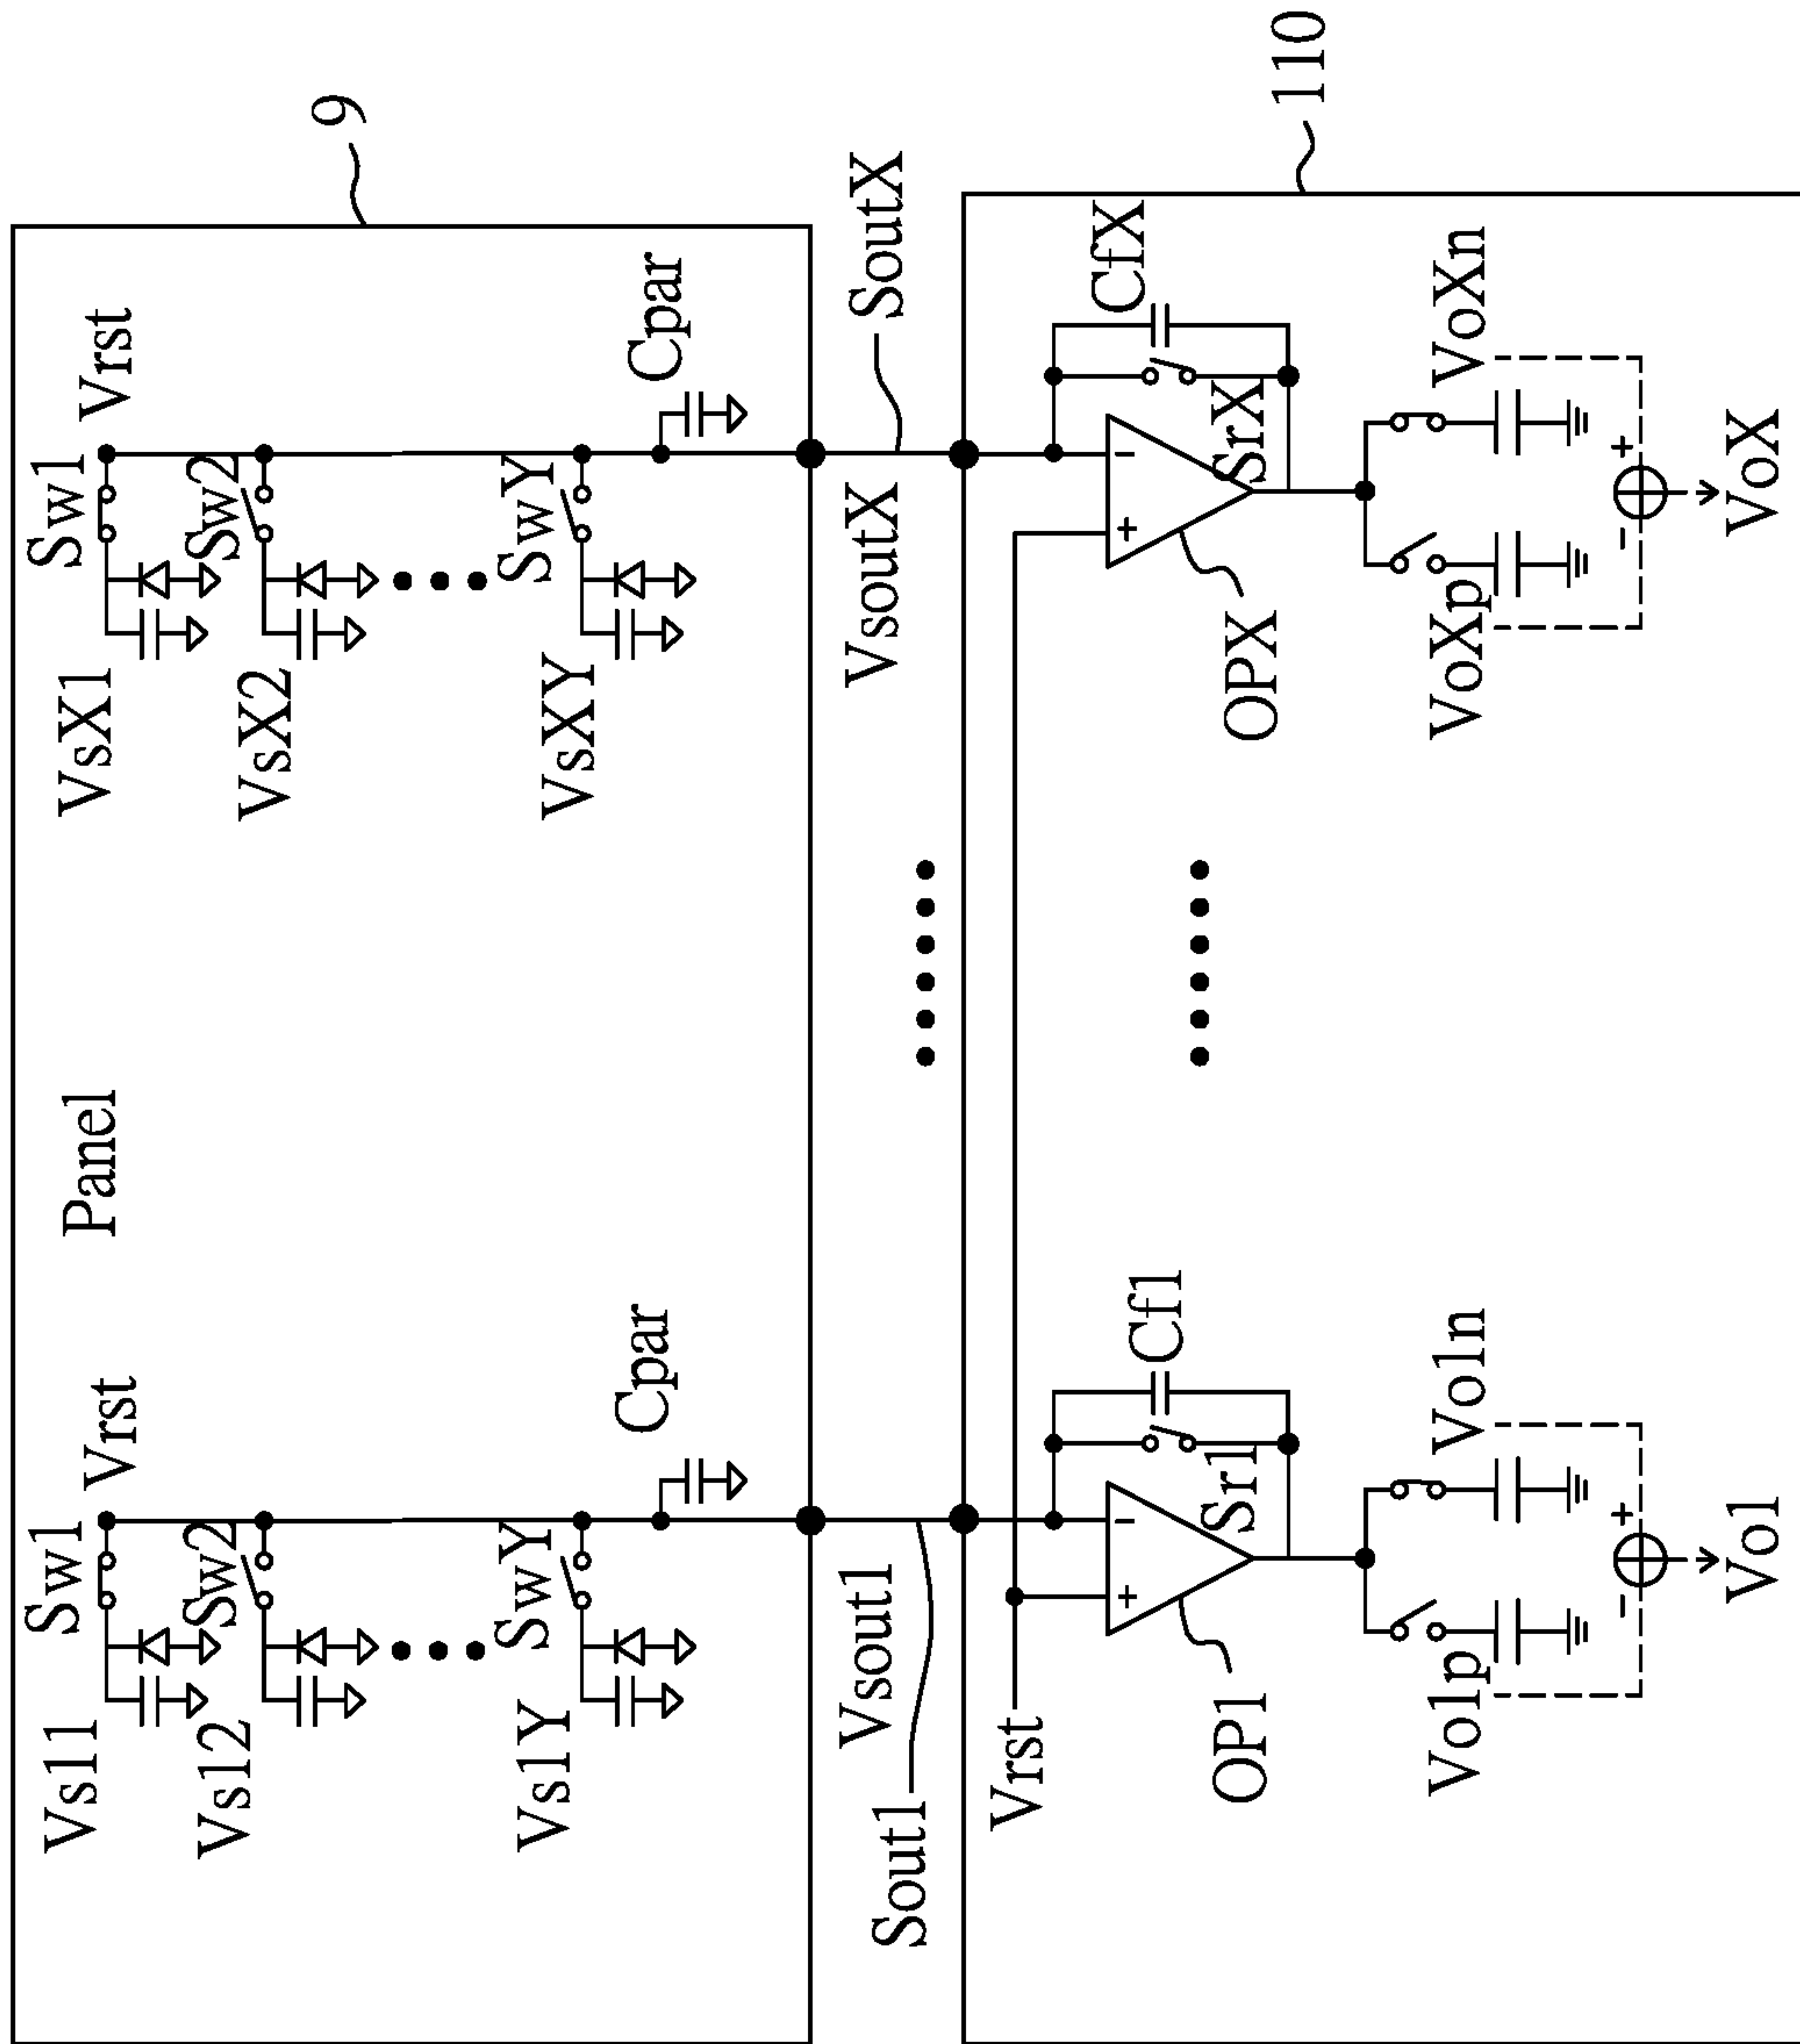 Panel
9
Vs11
Sw1
Vrst
Vs12
Sw2
Vs1Y
SwY
Cpar
VsX1
Sw1
Vrst
VsX2
Sw2
VsXY
SwY
Cpar
Sout1
Vsout1
VsoutX
SoutX
110
Vrst
OP1
+
-
Sr1
Cf1
Vo1p
Vo1n
-
+
Vo1
OPX
+
-
SrX
CfX
VoXp
VoXn
-
+
VoX